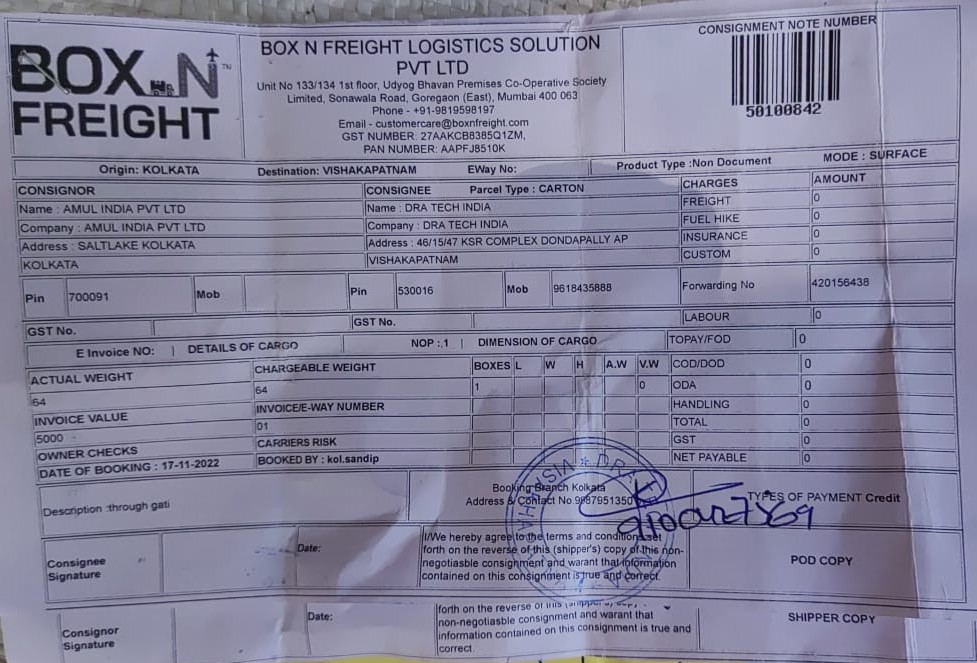 BOX N FREIGHT
TM
BOX N FREIGHT LOGISTICS SOLUTION
PVT LTD
Unit No 133/134 1st floor, Udyog Bhavan Premises Co-Operative Society
Limited, Sonawala Road, Goregaon (East), Mumbai 400 063
Phone - +91-9819598197
Email - customercare@boxnfreight.com
GST NUMBER: 27AAKCB8385Q1ZM,
PAN NUMBER: AAPFJ8510K
CONSIGNMENT NOTE NUMBER
50100842
Origin: KOLKATA Destination: VISHAKAPATNAM EWay No: Product Type :Non Document MODE : SURFACE
CONSIGNOR CONSIGNEE Parcel Type : CARTON CHARGES AMOUNT
Name : AMUL INDIA PVT LTD Name : DRA TECH INDIA FREIGHT 0
Company : AMUL INDIA PVT LTD Company : DRA TECH INDIA FUEL HIKE 0
Address : SALTLAKE KOLKATA Address : 46/15/47 KSR COMPLEX DONDAPALLY AP INSURANCE 0
KOLKATA VISHAKAPATNAM CUSTOM 0
Pin 700091 Mob Pin 530016 Mob 9618435888 Forwarding No 420156438
GST No. GST No. LABOUR 0
E Invoice NO: | DETAILS OF CARGO NOP :.1 | DIMENSION OF CARGO TOPAY/FOD 0
ACTUAL WEIGHT CHARGEABLE WEIGHT BOXES L W H A.W V.W COD/DOD 0
64 64 1 0 ODA 0
INVOICE VALUE INVOICE/E-WAY NUMBER HANDLING 0
5000 01 TOTAL 0
OWNER CHECKS CARRIERS RISK GST 0
DATE OF BOOKING : 17-11-2022 BOOKED BY : kol.sandip NET PAYABLE 0
Description :through gati
Booking Branch Kolkata
Address & Contact No 9987951350
TYPES OF PAYMENT Credit
Consignee
Signature
Date:
I/We hereby agree to the terms and conditions set
forth on the reverse of this (shipper's) copy of this non-
negotiasble consignment and warant that information
contained on this consignment is true and correct.
POD COPY
Consignor
Signature
Date:
forth on the reverse of this
non-negotiasble consignment and warant that
information contained on this consignment is true and
correct.
SHIPPER COPY